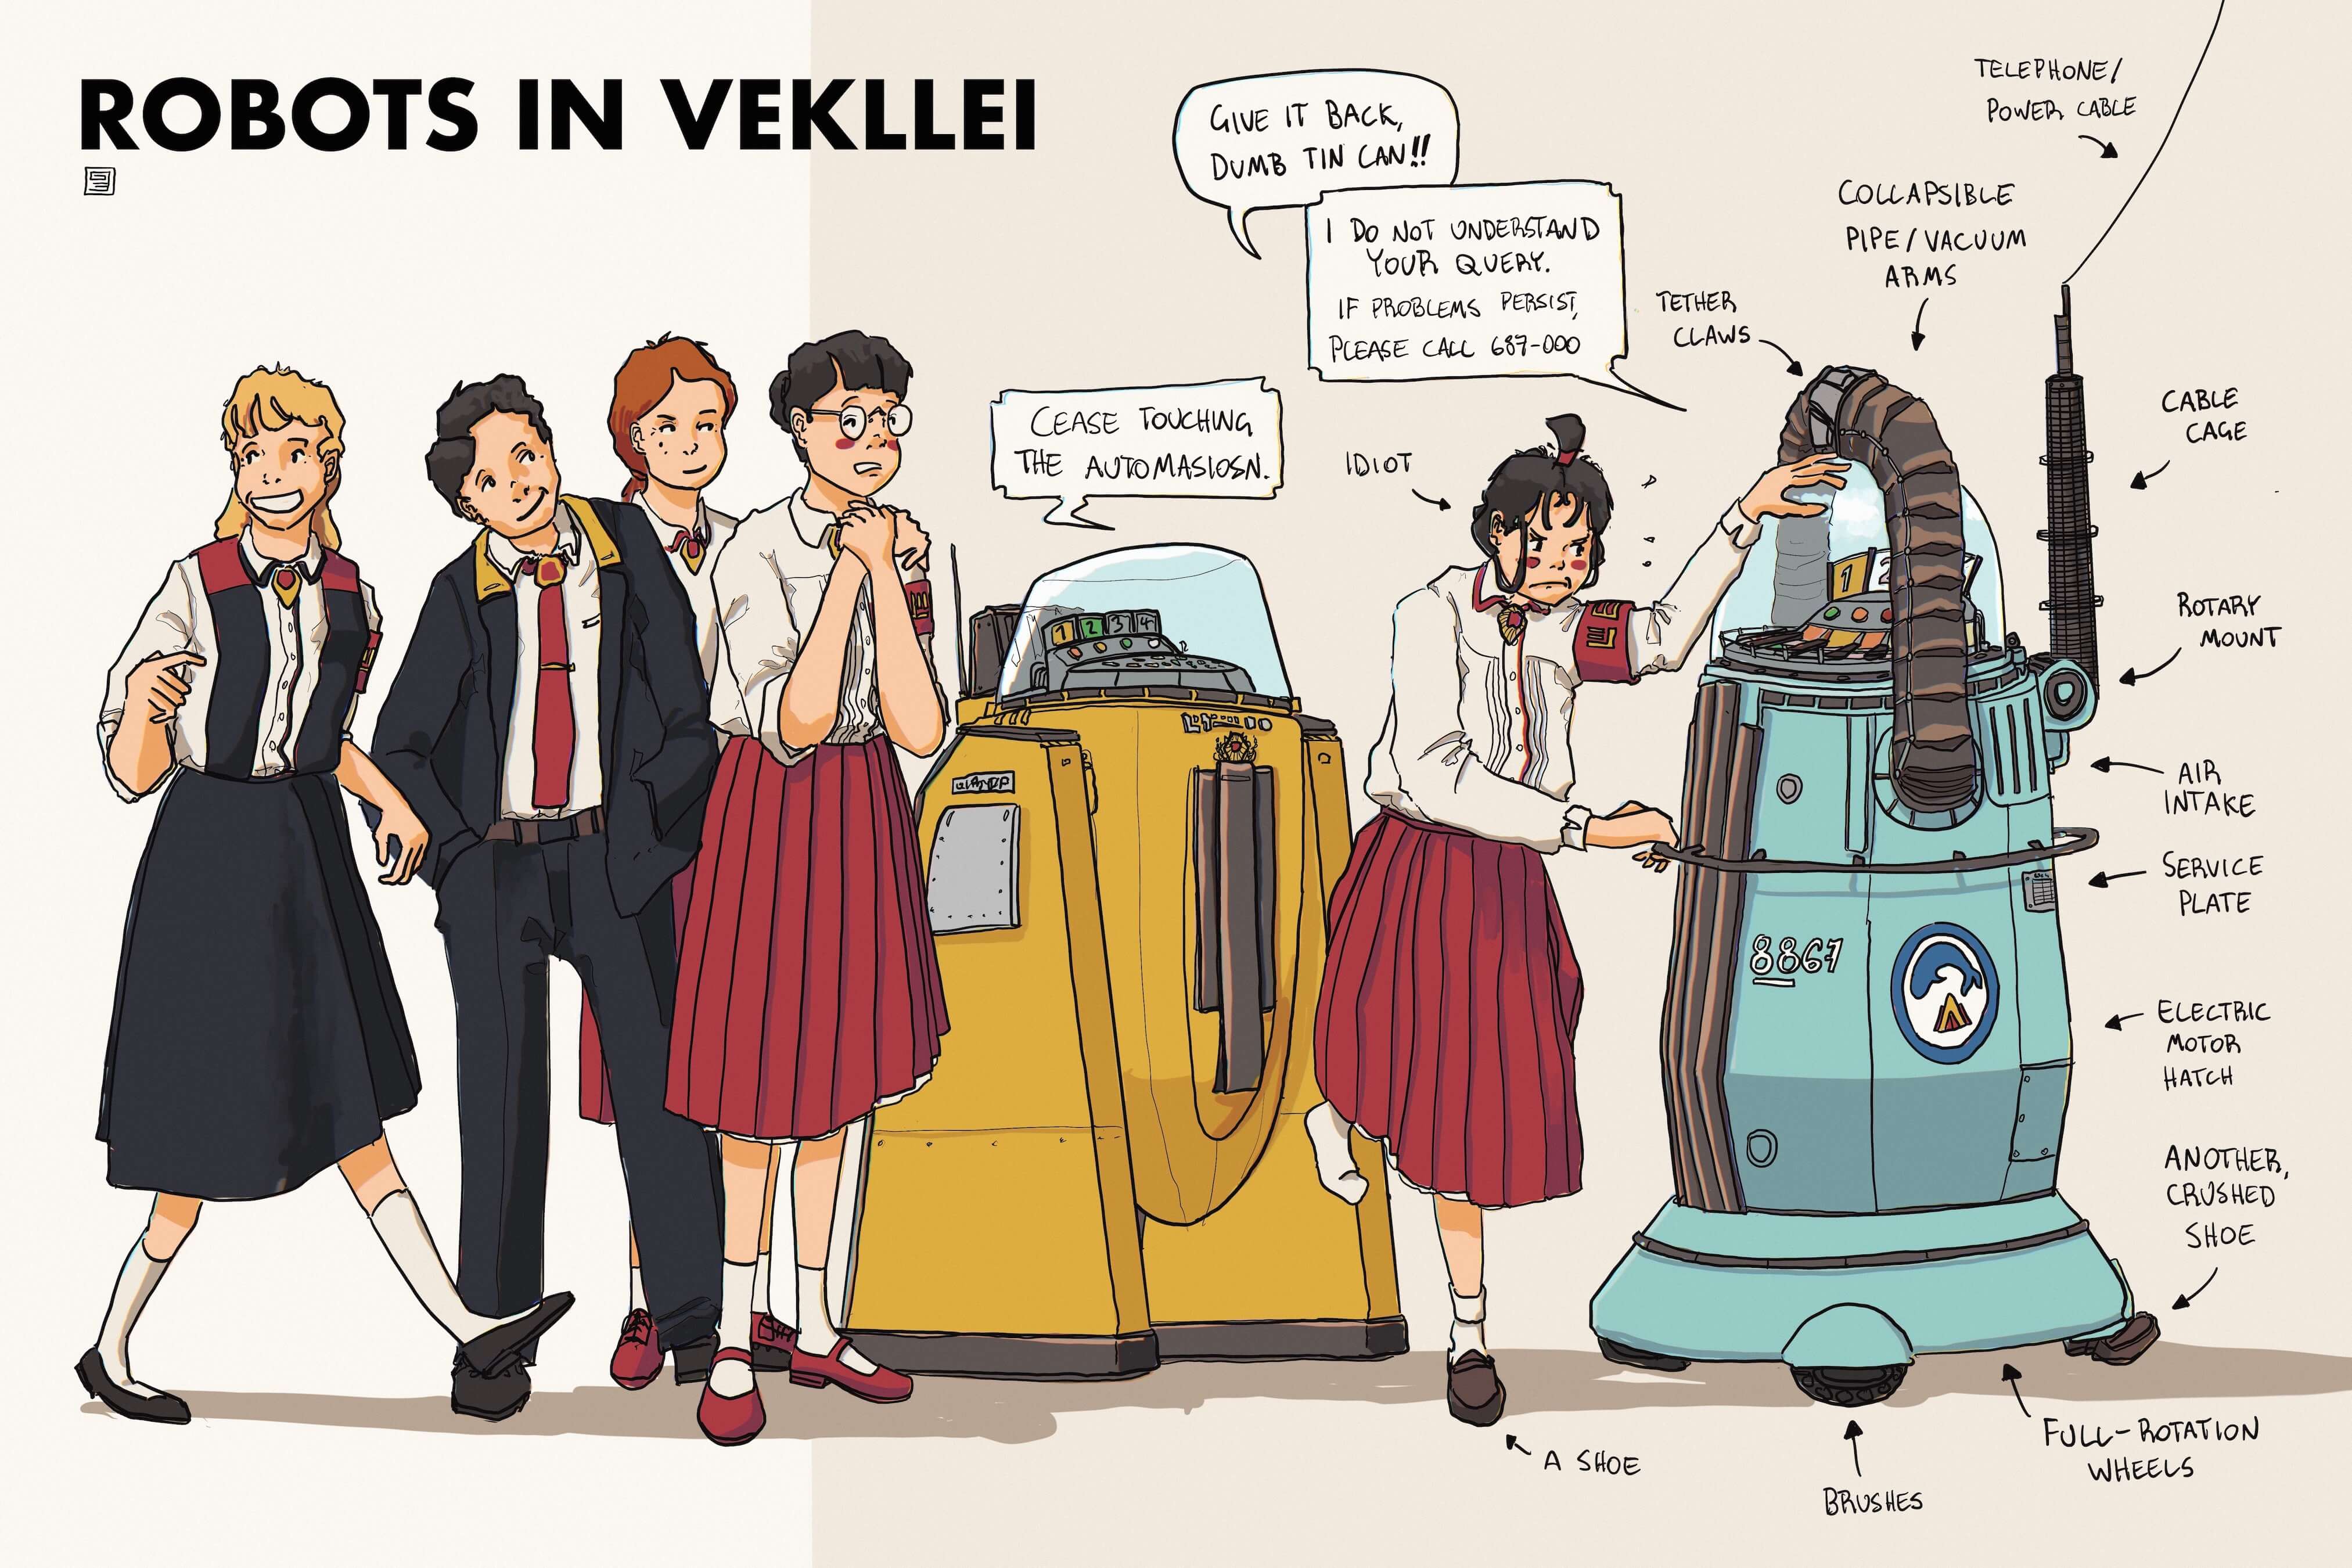 ROBOTS IN VEKLLEI
GIVE IT BACK,
DUMB TIN CAN!!
I DO NOT UNDERSTAND
YOUR QUERY.
IF PROBLEMS PERSIST,
PLEASE CALL 687-000
CEASE TOUCHING
THE AUTOMASIOSN.
IDIOT
TETHER
CLAWS
COLLAPSIBLE
PIPE/VACUUM
ARMS
TELEPHONE/
POWER CABLE
CABLE
CAGE
ROTARY
MOUNT
AIR
INTAKE
SERVICE
PLATE
ELECTRIC
MOTOR
HATCH
ANOTHER,
CRUSHED
SHOE
FULL-ROTATION
WHEELS
BRUSHES
A SHOE
1 2 3 4
1 2
8867